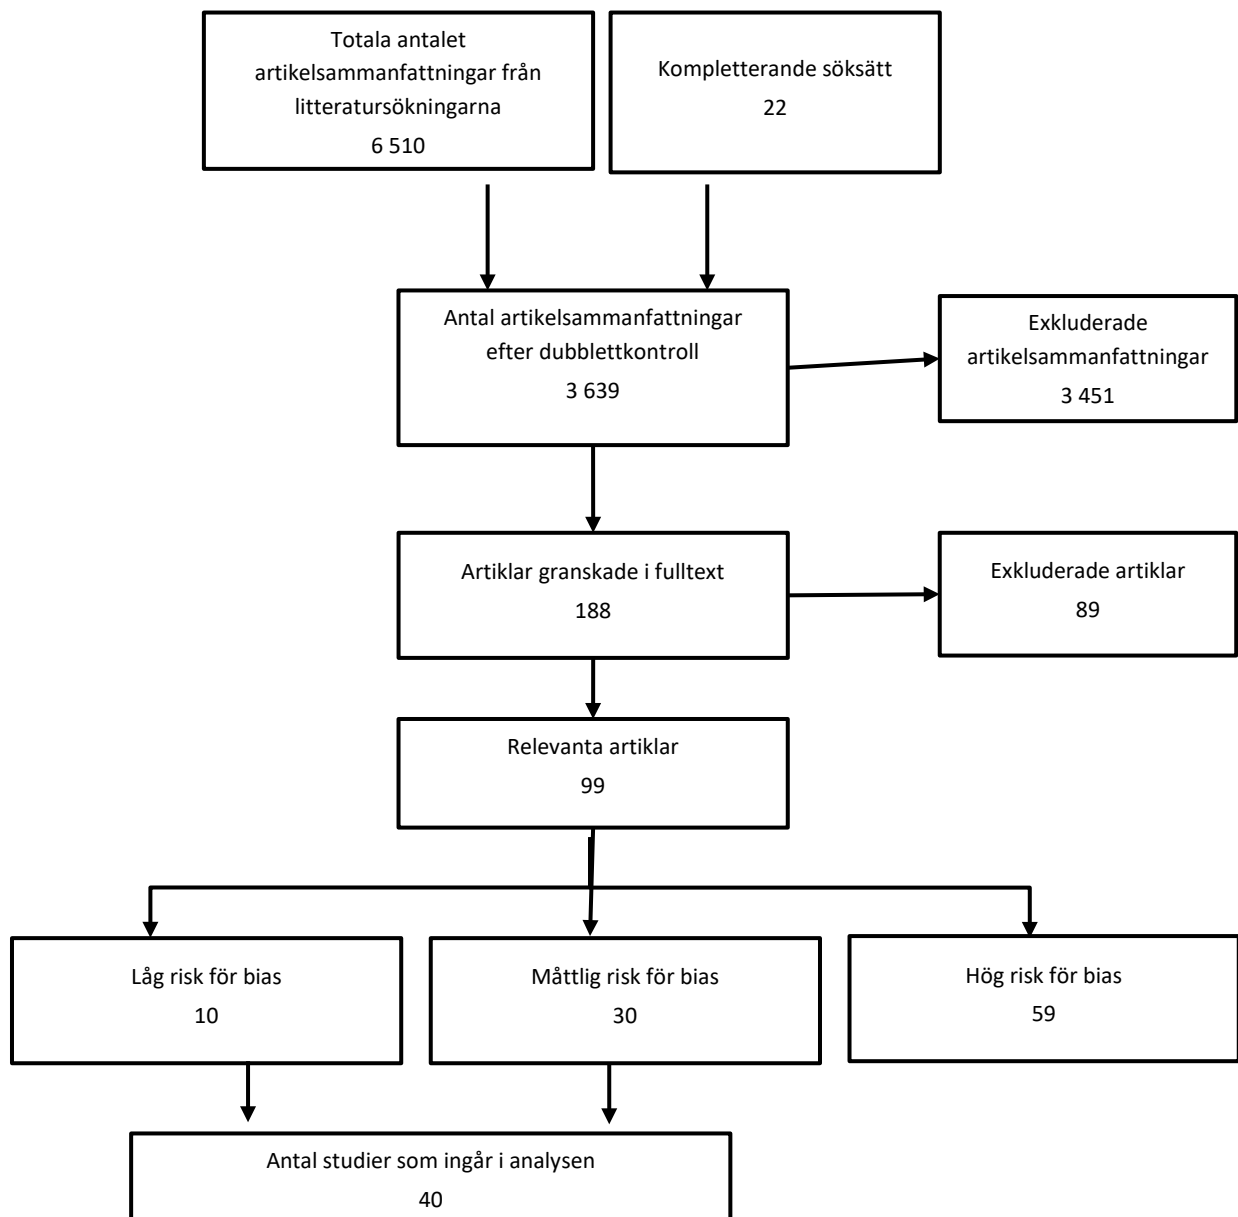 Totala antalet
artikelsammanfattningar från
litteratursökningarna
6 510
Kompletterande söksätt
22
Antal artikelsammanfattningar
efter dubblettkontroll
3 639
Exkluderade
artikelsammanfattningar
3 451
Artiklar granskade i fulltext
188
Exkluderade artiklar
89
Relevanta artiklar
99
Låg risk för bias
10
Måttlig risk för bias
30
Hög risk för bias
59
Antal studier som ingår i analysen
40